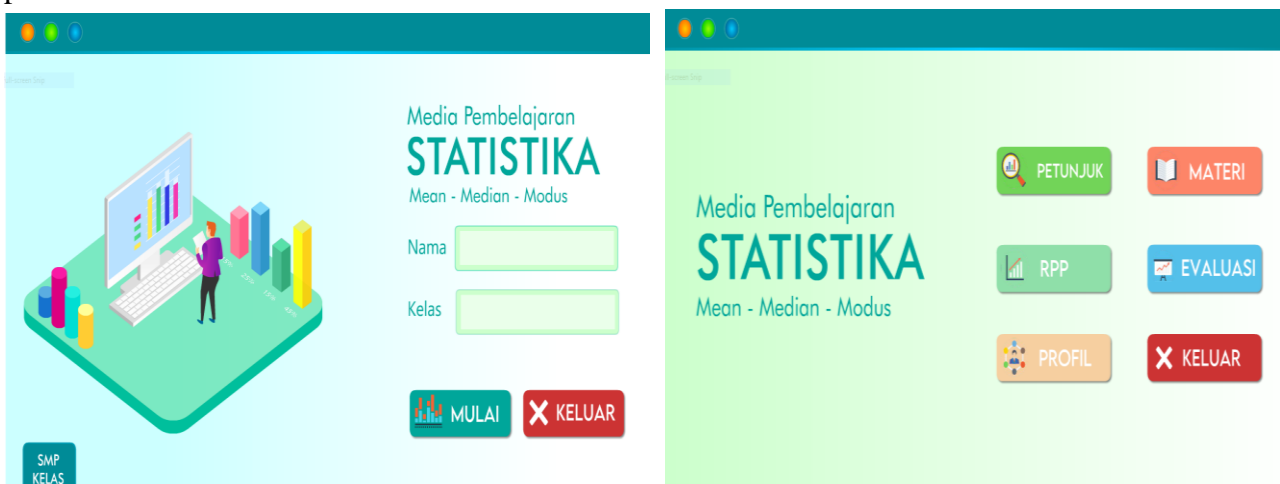 Media Pembelajaran
STATISTIKA
Mean - Median - Modus
Nama
Kelas
MULAI
KELUAR
SMP
KELAS
Media Pembelajaran
STATISTIKA
Mean - Median - Modus
PETUNJUK
MATERI
RPP
EVALUASI
PROFIL
KELUAR